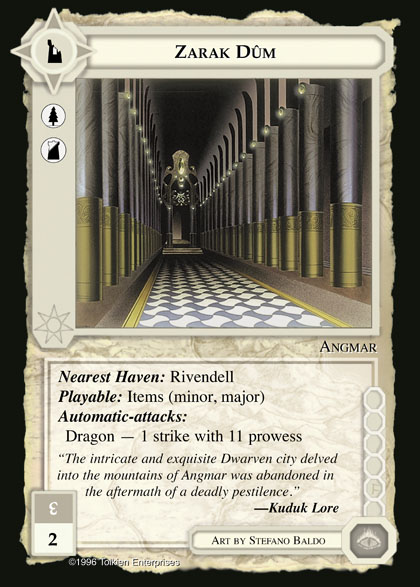 Zarak Dûm
Angmar
Nearest Haven: Rivendell
Playable: Items (minor, major)
Automatic-attacks:
Dragon — 1 strike with 11 prowess
“The intricate and exquisite Dwarven city delved
into the mountains of Angmar was abandoned in
the aftermath of a deadly pestilence.”
—Kuduk Lore
ε
2
Art by Stefano Baldo
©1996 Tolkien Enterprises